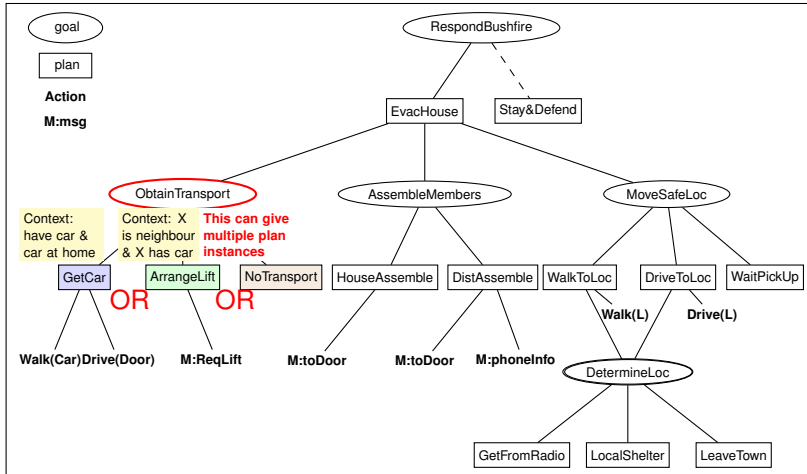 goal
RespondBushfire
plan
Action
M:msg
EvacHouse
Stay&Defend
ObtainTransport
AssembleMembers
MoveSafeLoc
Context:
have car &
car at home
Context: X
is neighbour
& X has car
This can give
multiple plan
instances
GetCar
OR
ArrangeLift
OR
NoTransport
HouseAssemble
DistAssemble
WalkToLoc
DriveToLoc
WaitPickUp
Walk(L)
Drive(L)
Walk(Car)Drive(Door)
M:ReqLift
M:toDoor
M:toDoor
M:phoneInfo
DetermineLoc
GetFromRadio
LocalShelter
LeaveTown